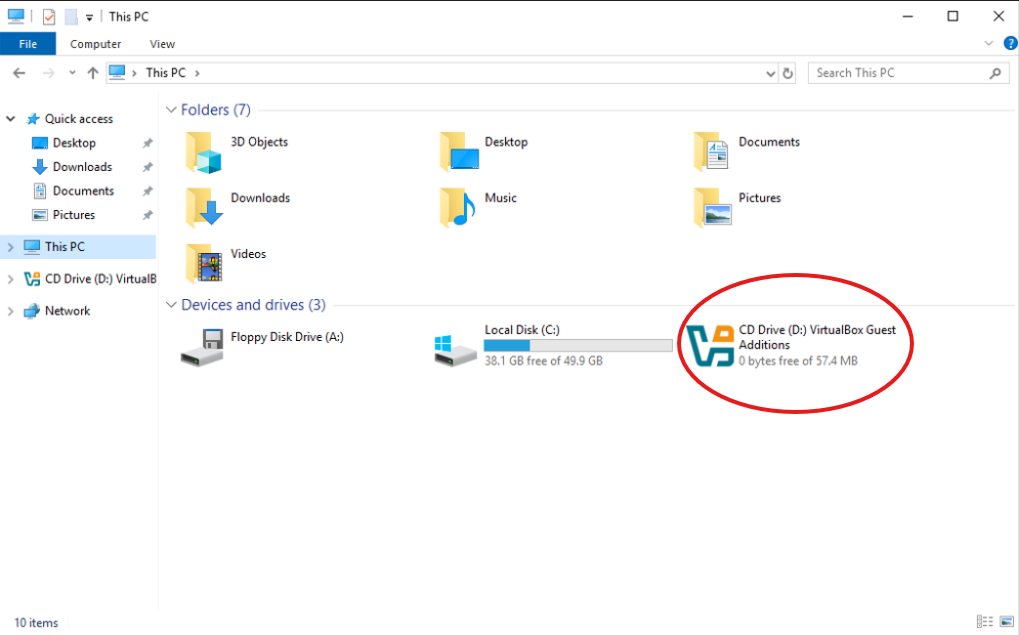 This PC
File
Computer
View
?
This PC
Search This PC
Quick access
Desktop
Downloads
Documents
Pictures
This PC
CD Drive (D:) VirtualB
Network
Folders (7)
3D Objects
Desktop
Documents
Downloads
Music
Pictures
Videos
Devices and drives (3)
Floppy Disk Drive (A:)
Local Disk (C:)
38.1 GB free of 49.9 GB
CD Drive (D:) VirtualBox Guest
Additions
0 bytes free of 57.4 MB
10 items